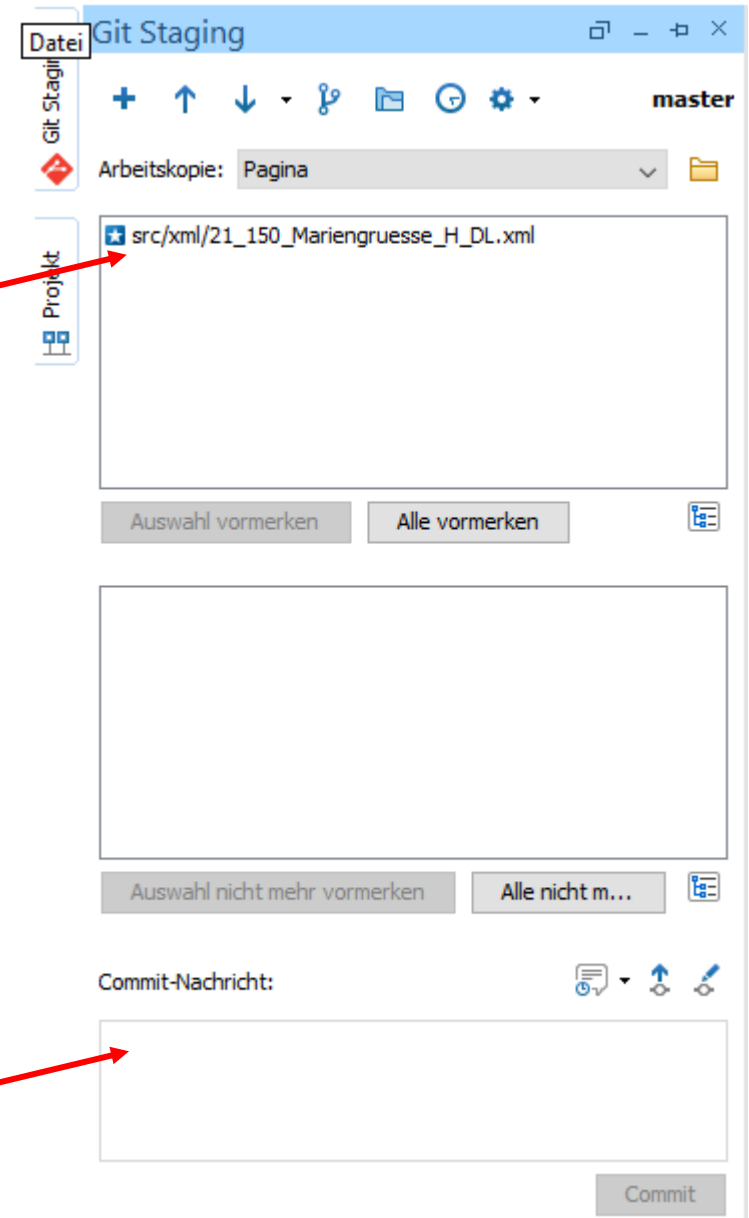 Git Staging
Datei
Git Stagin
master
Arbeitskopie: Pagina
src/xml/21_150_Mariengruesse_H_DL.xml
Projekt
Auswahl vormerken Alle vormerken
Auswahl nicht mehr vormerken Alle nicht m...
Commit-Nachricht:
Commit